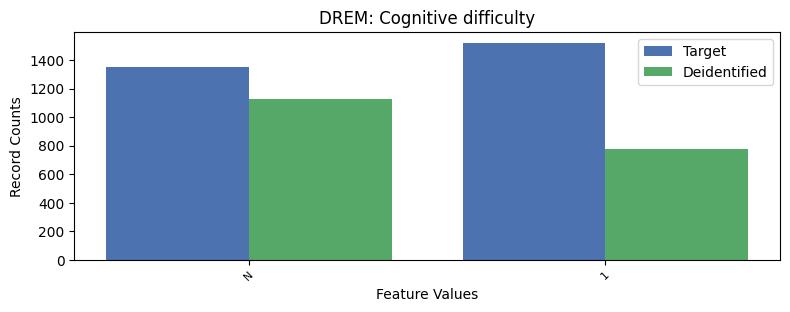 DREM: Cognitive difficulty
Target
Deidentified
Record Counts
1400
1200
1000
800
600
400
200
0
N
1
Feature Values